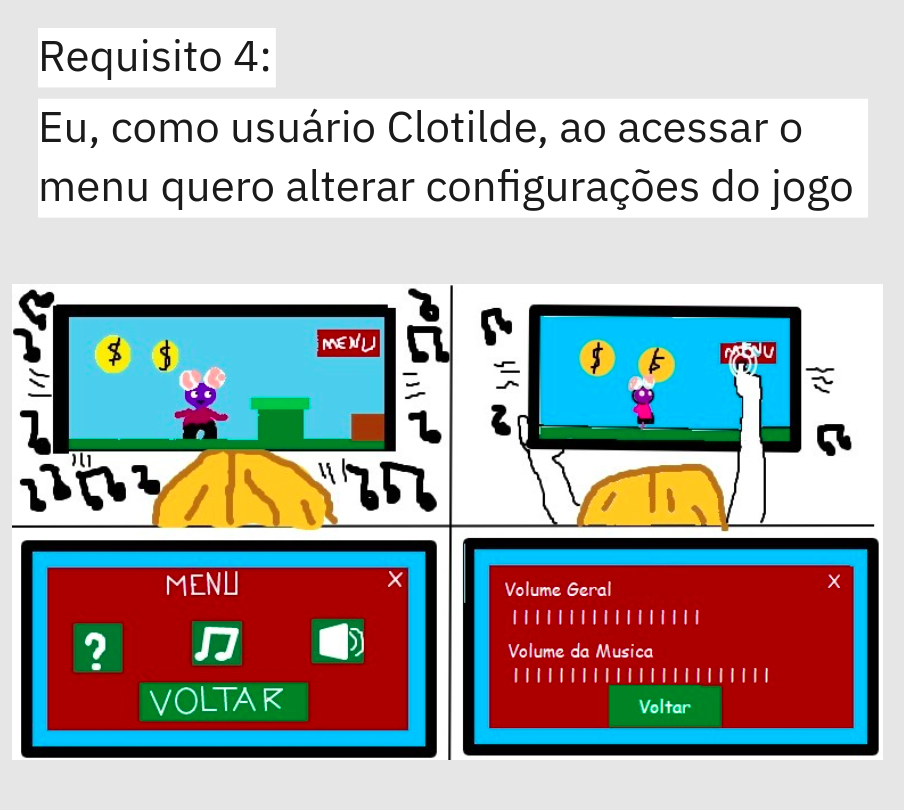 Requisito 4:
Eu, como usuário Clotilde, ao acessar o
menu quero alterar configurações do jogo
$ $
MENU
$ $
MENU
MENU X
?
VOLTAR
X
Volume Geral
Volume da Musica
Voltar